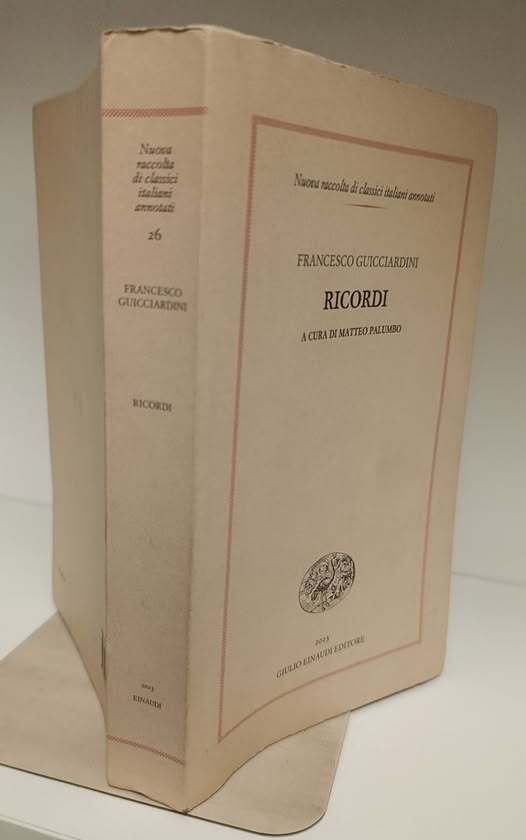 Nuova
raccolta
di classici
italiani
annotati
26
FRANCESCO
GUICCIARDINI
RICORDI
EINAUDI
Nuova raccolta di classici italiani annotati
FRANCESCO GUICCIARDINI
RICORDI
A CURA DI MATTEO PALUMBO
2023
GIULIO EINAUDI EDITORE